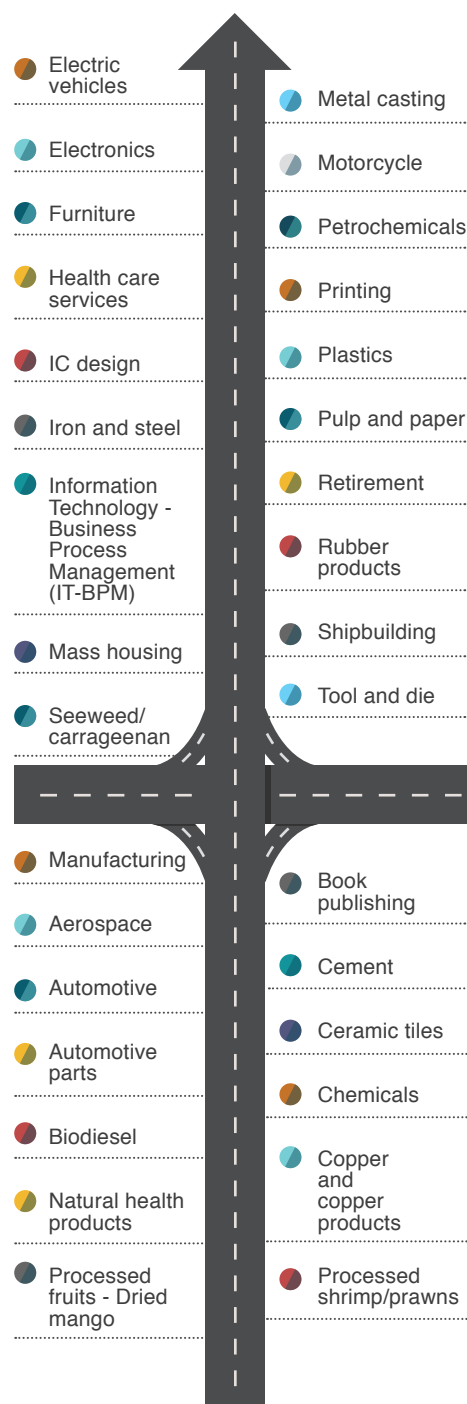 Electric
vehicles
Electronics
Furniture
Health care
services
IC design
Iron and steel
Information
Technology -
Business
Process
Management
(IT-BPM)
Mass housing
Seeweed/
carrageenan
Metal casting
Motorcycle
Petrochemicals
Printing
Plastics
Pulp and paper
Retirement
Rubber
products
Shipbuilding
Tool and die
Manufacturing
Aerospace
Automotive
Automotive
parts
Biodiesel
Natural health
products
Processed
fruits - Dried
mango
Book
publishing
Cement
Ceramic tiles
Chemicals
Copper
and
copper
products
Processed
shrimp/prawns